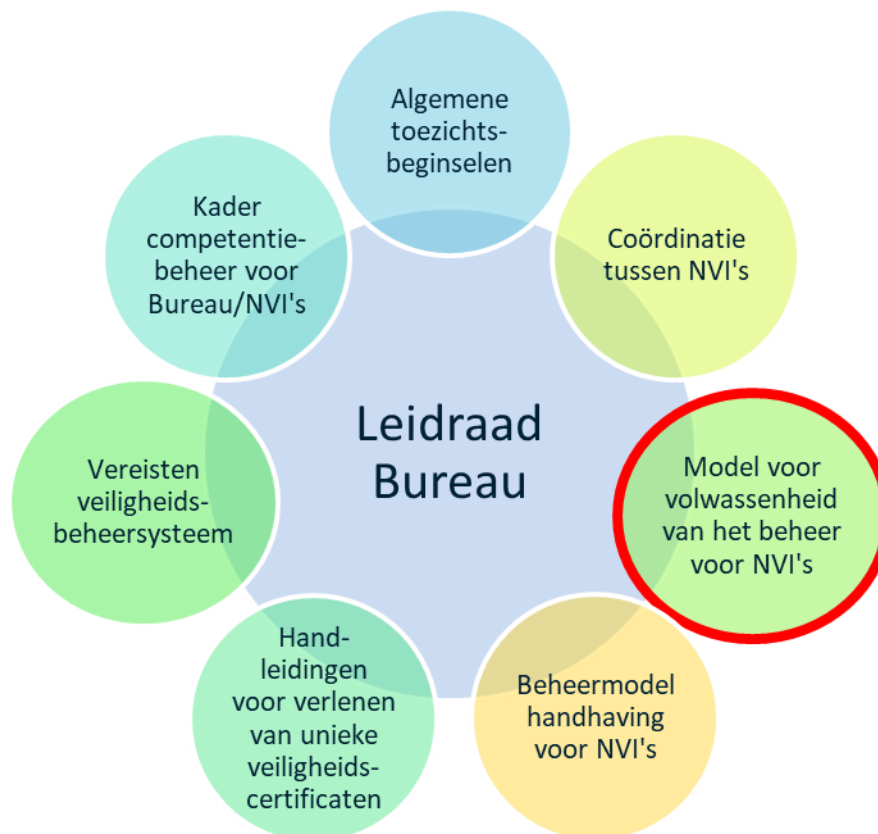 Algemene
toezichts-
beginselen
Coördinatie
tussen NVI's
Model voor
volwassenheid
van het beheer
voor NVI's
Beheermodel
handhaving
voor NVI's
Hand-
leidingen
voor verlenen
van unieke
veiligheids-
certificaten
Vereisten
veiligheids-
beheersysteem
Kader
competentie-
beheer voor
Bureau/NVI's
Leidraad
Bureau